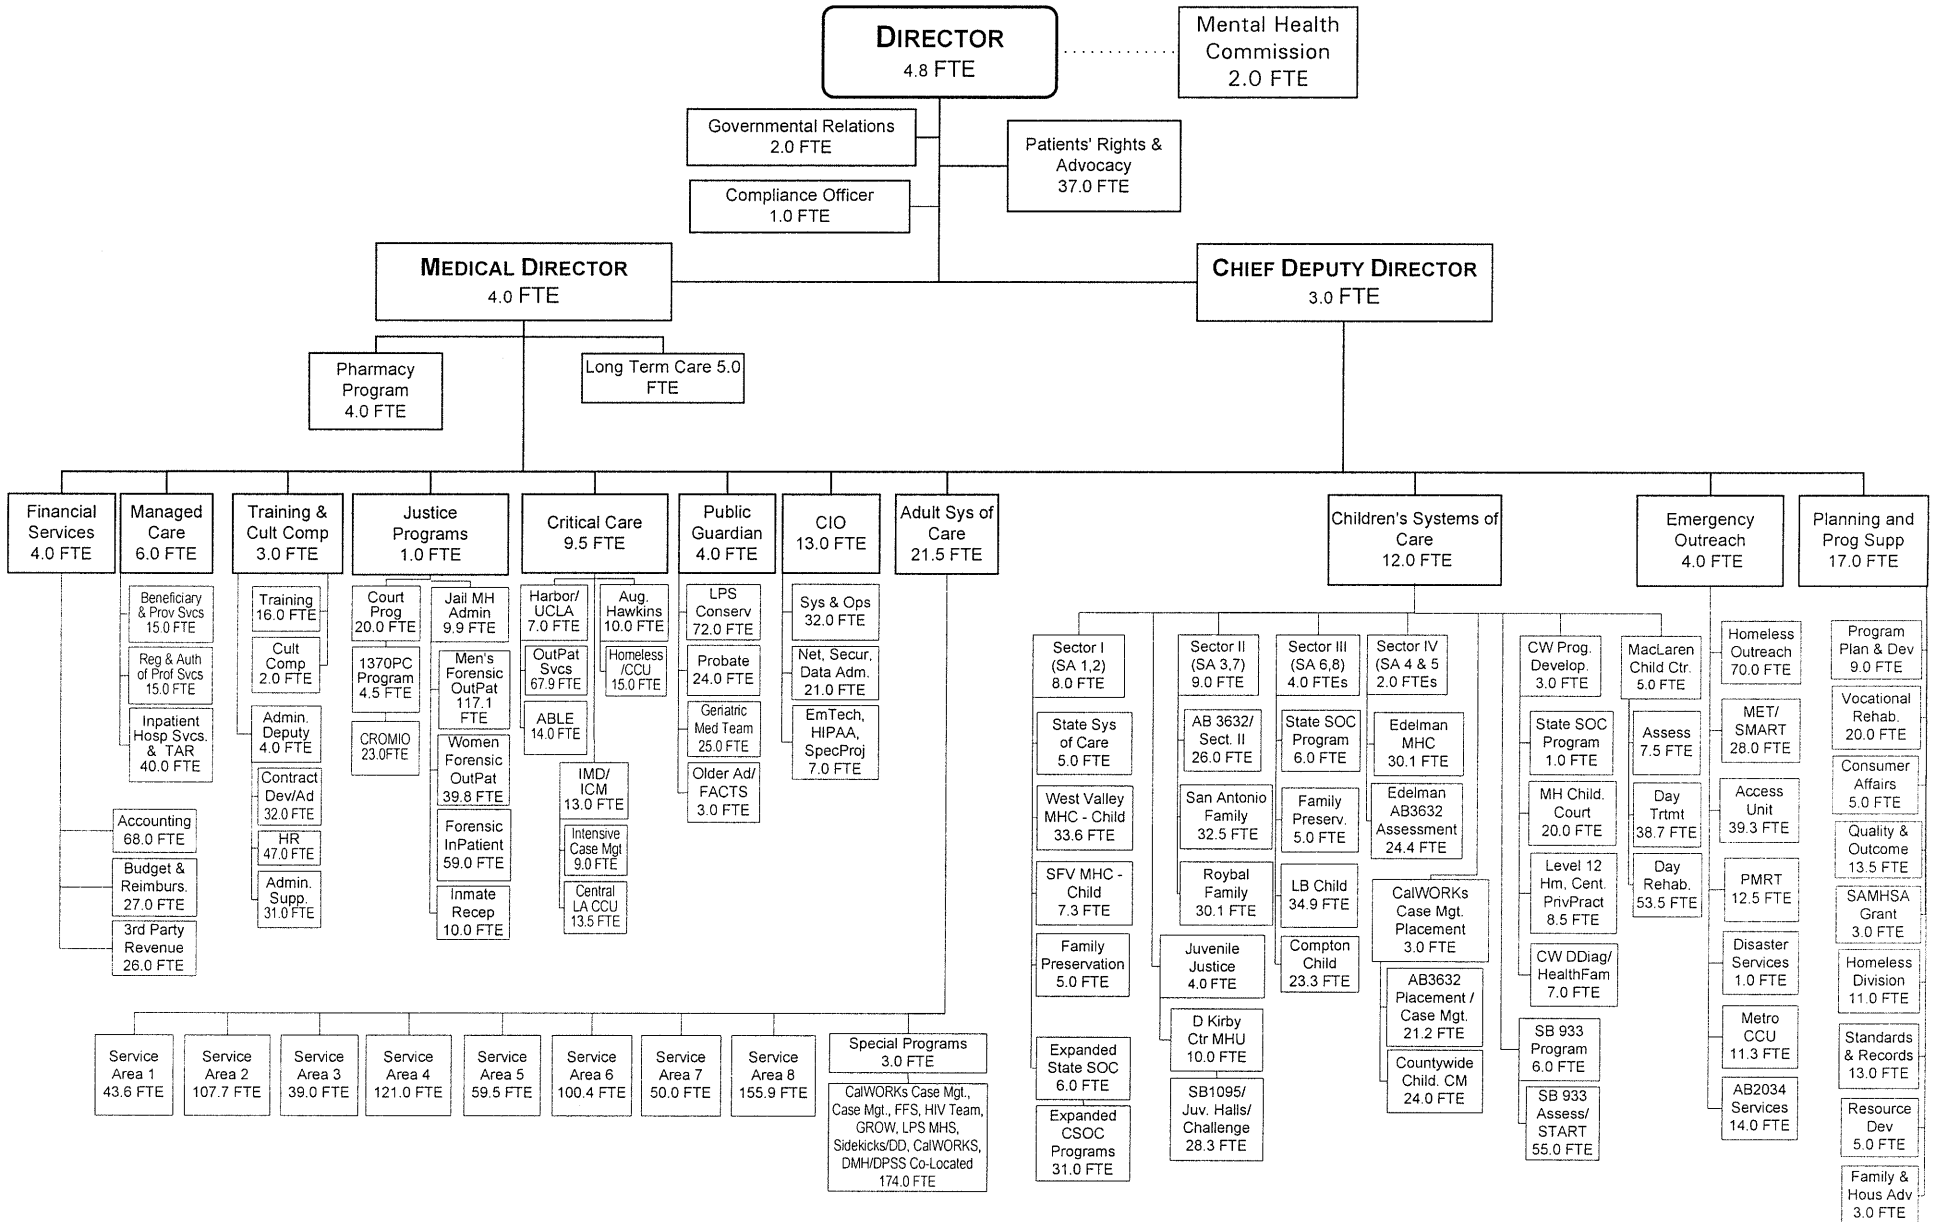 DIRECTOR
4.8 FTE
Mental Health
Commission
2.0 FTE
Governmental Relations
2.0 FTE
Patients' Rights &
Advocacy
37.0 FTE
Compliance Officer
1.0 FTE
MEDICAL DIRECTOR
4.0 FTE
CHIEF DEPUTY DIRECTOR
3.0 FTE
Pharmacy
Program
4.0 FTE
Long Term Care 5.0
FTE
Financial
Services
4.0 FTE
Managed
Care
6.0 FTE
Training &
Cult Comp
3.0 FTE
Justice
Programs
1.0 FTE
Critical Care
9.5 FTE
Public
Guardian
4.0 FTE
CIO
13.0 FTE
Adult Sys of
Care
21.5 FTE
Children's Systems of
Care
12.0 FTE
Emergency
Outreach
4.0 FTE
Planning and
Prog Supp
17.0 FTE
Accounting
68.0 FTE
Budget &
Reimburs.
27.0 FTE
3rd Party
Revenue
26.0 FTE
Beneficiary
& Prov Svcs
15.0 FTE
Reg & Auth
of Prof Svcs
15.0 FTE
Inpatient
Hosp Svcs.
& TAR
40.0 FTE
Training
16.0 FTE
Cult
Comp
2.0 FTE
Admin.
Deputy
4.0 FTE
Contract
Dev/Ad
32.0 FTE
HR
47.0 FTE
Admin.
Supp.
31.0 FTE
Court
Prog
20.0 FTE
1370PC
Program
4.5 FTE
CROMIO
23.0FTE
Jail MH
Admin
9.9 FTE
Men's
Forensic
OutPat
117.1
FTE
Women
Forensic
OutPat
39.8 FTE
Forensic
InPatient
59.0 FTE
Inmate
Recep
10.0 FTE
Harbor/
UCLA
7.0 FTE
OutPat
Svcs
67.9 FTE
ABLE
14.0 FTE
Aug.
Hawkins
10.0 FTE
Homeless
/CCU
15.0 FTE
IMD/
ICM
13.0 FTE
Intensive
Case Mgt
9.0 FTE
Central
LA CCU
13.5 FTE
LPS
Conserv
72.0 FTE
Probate
24.0 FTE
Geriatric
Med Team
25.0 FTE
Older Ad/
FACTS
3.0 FTE
Sys & Ops
32.0 FTE
Net, Secur,
Data Adm.
21.0 FTE
EmTech,
HIPAA,
SpecProj
7.0 FTE
Service
Area 1
43.6 FTE
Service
Area 2
107.7 FTE
Service
Area 3
39.0 FTE
Service
Area 4
121.0 FTE
Service
Area 5
59.5 FTE
Service
Area 6
100.4 FTE
Service
Area 7
50.0 FTE
Service
Area 8
155.9 FTE
Special Programs
3.0 FTE
CalWORKs Case Mgt.,
Case Mgt., FFS, HIV Team,
GROW, LPS MHS,
Sidekicks/DD, CalWORKS,
DMH/DPSS Co-Located
174.0 FTE
Sector I
(SA 1,2)
8.0 FTE
State Sys
of Care
5.0 FTE
West Valley
MHC - Child
33.6 FTE
SFV MHC -
Child
7.3 FTE
Family
Preservation
5.0 FTE
Expanded
State SOC
6.0 FTE
Expanded
CSOC
Programs
31.0 FTE
Sector II
(SA 3,7)
9.0 FTE
AB 3632/
Sect. II
26.0 FTE
San Antonio
Family
32.5 FTE
Roybal
Family
30.1 FTE
Juvenile
Justice
4.0 FTE
D Kirby
Ctr MHU
10.0 FTE
SB1095/
Juv. Halls/
Challenge
28.3 FTE
Sector III
(SA 6,8)
4.0 FTEs
State SOC
Program
6.0 FTE
Family
Preserv.
5.0 FTE
LB Child
34.9 FTE
Compton
Child
23.3 FTE
Sector IV
(SA 4 & 5
2.0 FTEs
Edelman
MHC
30.1 FTE
Edelman
AB3632
Assessment
24.4 FTE
CalWORKs
Case Mgt.
Placement
3.0 FTE
AB3632
Placement /
Case Mgt.
21.2 FTE
Countywide
Child. CM
24.0 FTE
CW Prog.
Develop.
3.0 FTE
State SOC
Program
1.0 FTE
MH Child.
Court
20.0 FTE
Level 12
Hm, Cent.
PrivPract
8.5 FTE
CW DDiag/
HealthFam
7.0 FTE
SB 933
Program
6.0 FTE
SB 933
Assess/
START
55.0 FTE
MacLaren
Child Ctr.
5.0 FTE
Assess
7.5 FTE
Day
Trtmt
38.7 FTE
Day
Rehab.
53.5 FTE
Homeless
Outreach
70.0 FTE
MET/
SMART
28.0 FTE
Access
Unit
39.3 FTE
PMRT
12.5 FTE
Disaster
Services
1.0 FTE
Metro
CCU
11.3 FTE
AB2034
Services
14.0 FTE
Program
Plan & Dev
9.0 FTE
Vocational
Rehab.
20.0 FTE
Consumer
Affairs
5.0 FTE
Quality &
Outcome
13.5 FTE
SAMHSA
Grant
3.0 FTE
Homeless
Division
11.0 FTE
Standards
& Records
13.0 FTE
Resource
Dev
5.0 FTE
Family &
Hous Adv
3.0 FTE